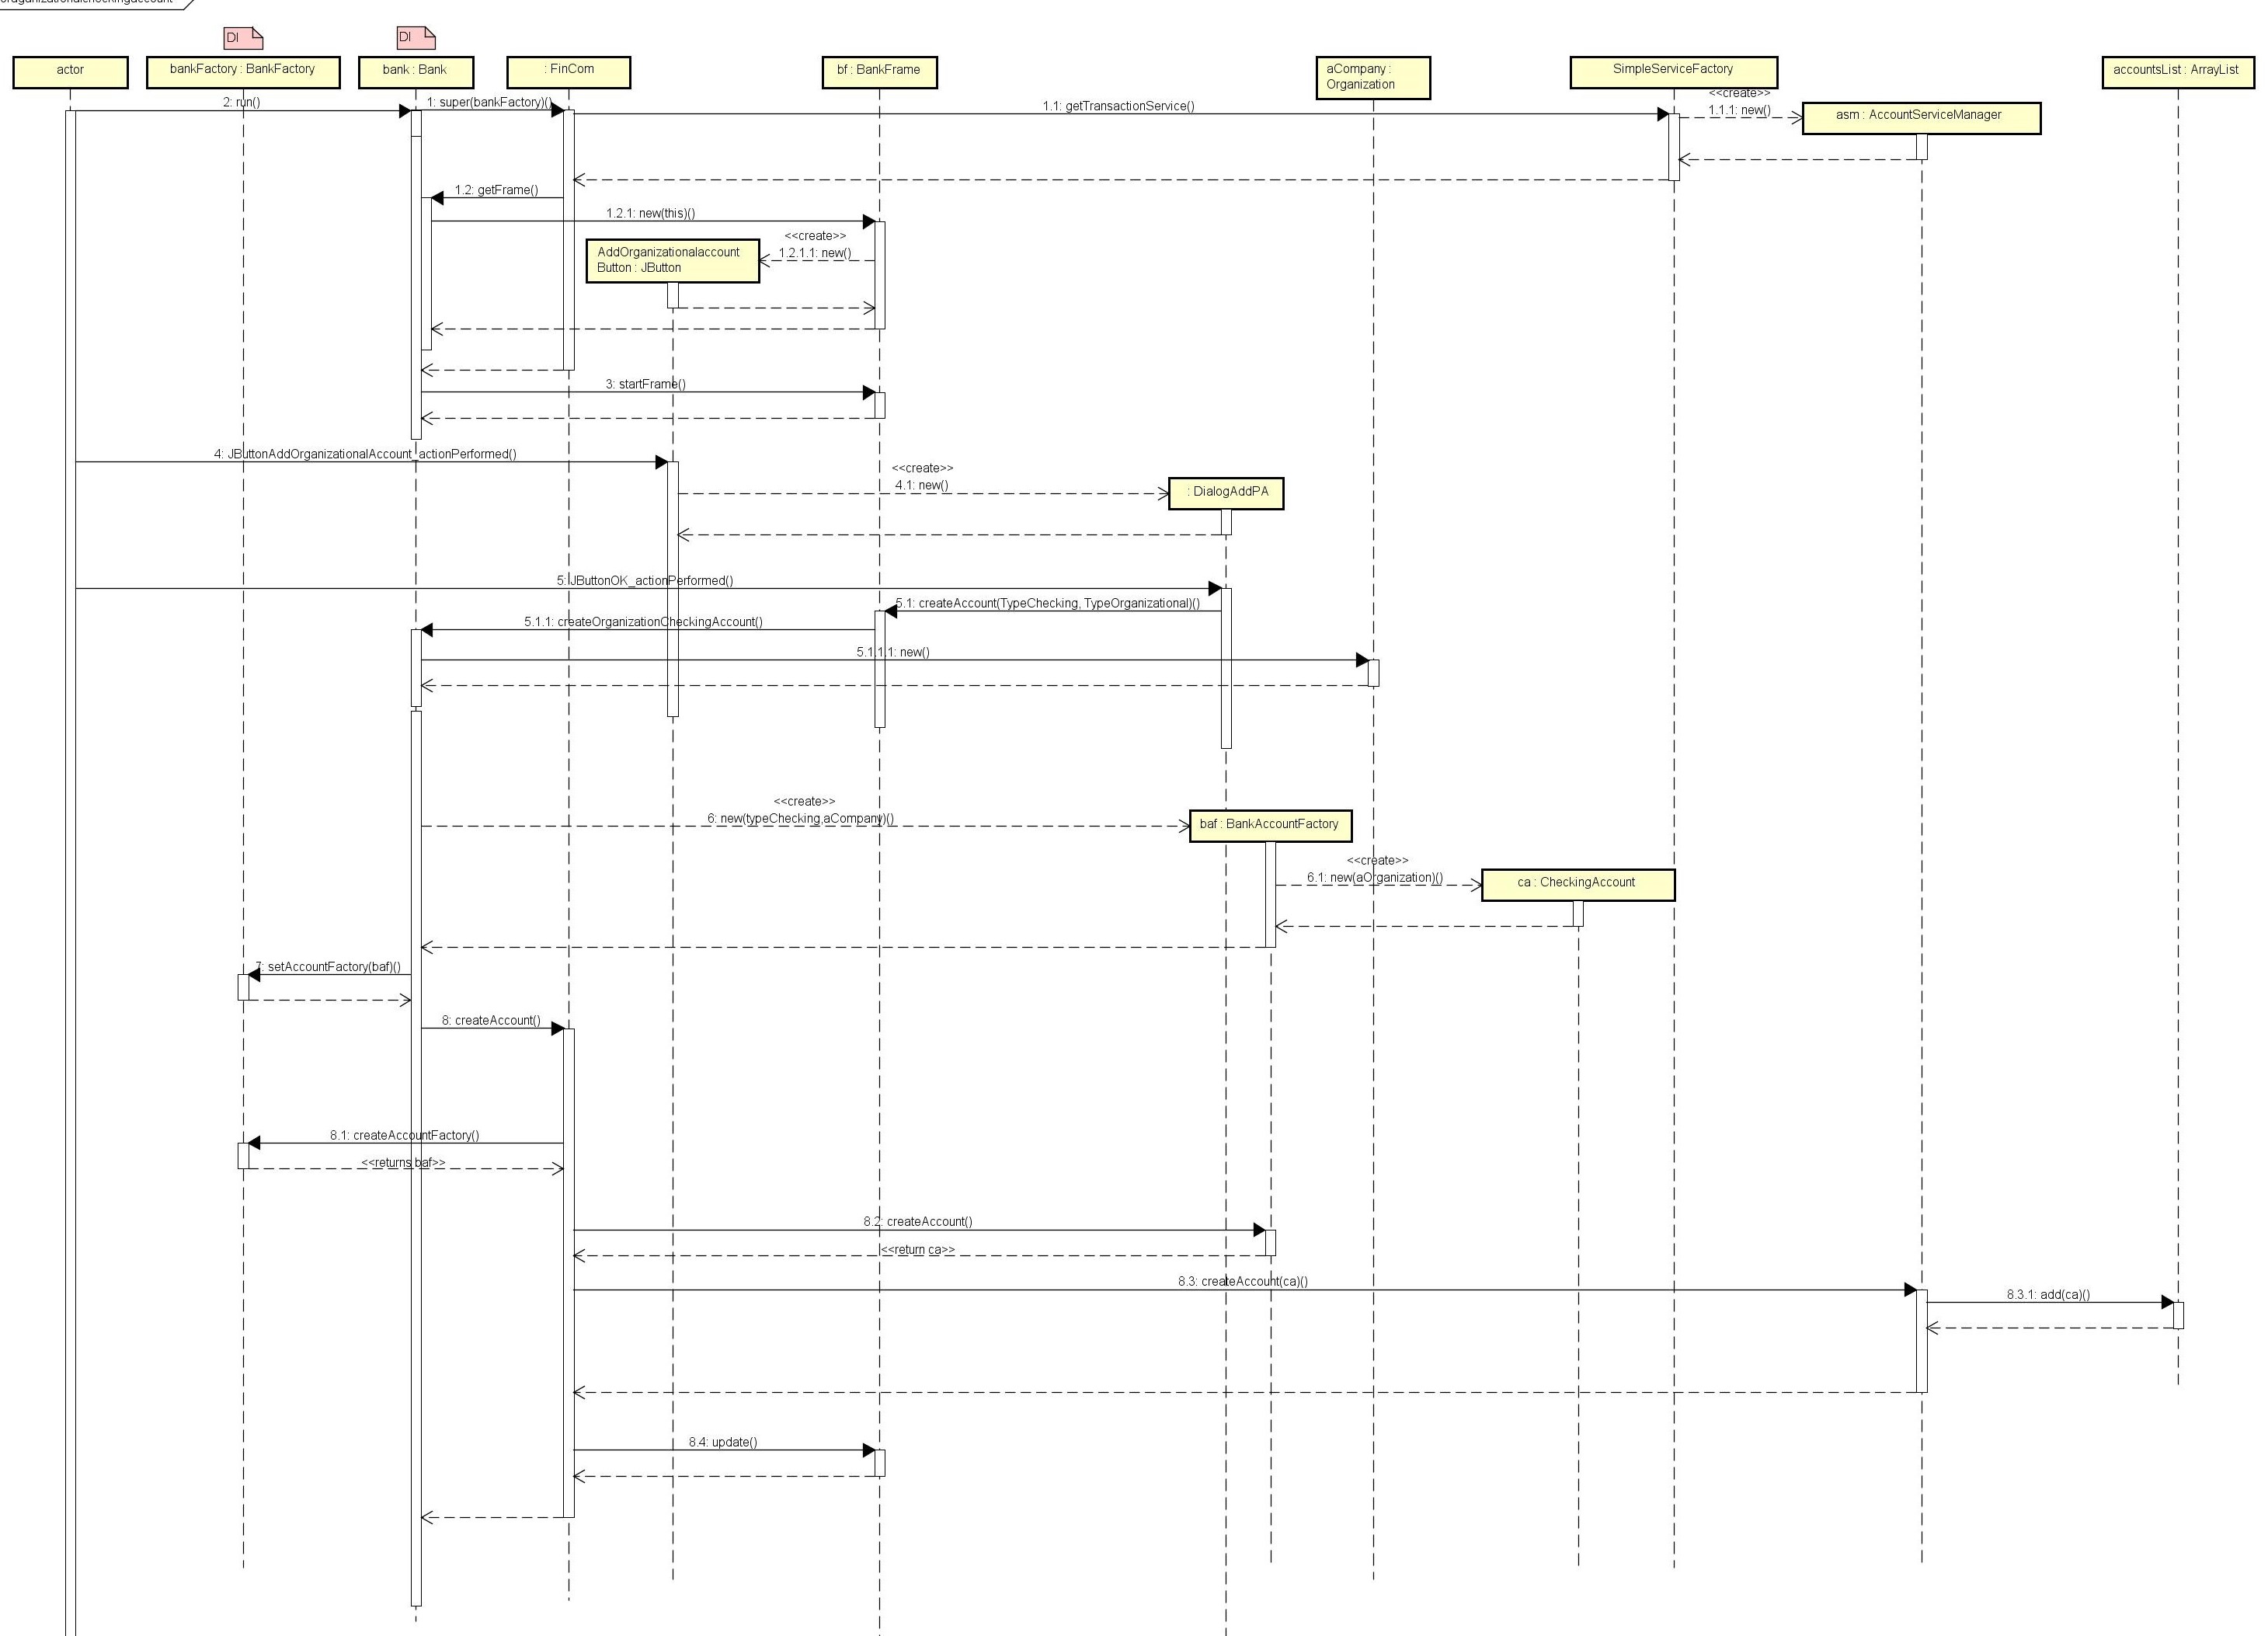 DI
DI
actor
bankFactory : BankFactory
bank : Bank
: FinCom
bf : BankFrame
aCompany :
Organization
SimpleServiceFactory
accountsList : ArrayList
<<create>>
2: run()
1: super(bankFactory)()
1.1: getTransactionService()
1.1.1: new()
asm : AccountServiceManager
1.2: getFrame()
1.2.1: new(this)()
<<create>>
AddOrganizationalaccount
Button : JButton
1.2.1.1: new()
3: startFrame()
4: JButtonAddOrganizationalAccount_actionPerformed()
<<create>>
4.1: new()
: DialogAddPA
5: JButtonOK_actionPerformed()
5.1: createAccount(TypeChecking, TypeOrganizational)()
5.1.1: createOrganizationCheckingAccount()
5.1.1.1: new()
<<create>>
6: new(typeChecking,aCompany)()
baf : BankAccountFactory
<<create>>
6.1: new(aOrganization)()
ca : CheckingAccount
7: setAccountFactory(baf)()
8: createAccount()
8.1: createAccountFactory()
<<returns baf>>
8.2: createAccount()
<<return ca>>
8.3: createAccount(ca)()
8.3.1: add(ca)()
8.4: update()